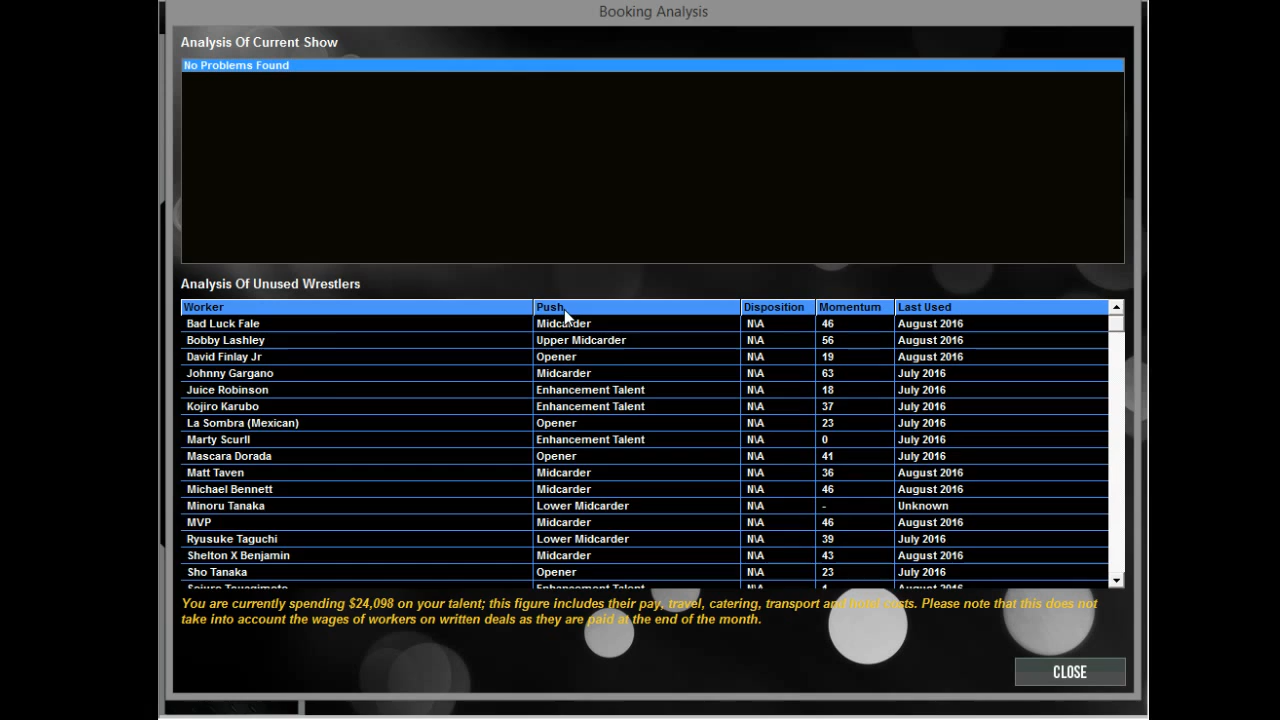 Booking Analysis
Analysis Of Current Show
No Problems Found
Analysis Of Unused Wrestlers
Worker Push Disposition Momentum Last Used
Bad Luck Fale Midcarder N\A 46 August 2016
Bobby Lashley Upper Midcarder N\A 56 August 2016
David Finlay Jr Opener N\A 19 August 2016
Johnny Gargano Midcarder N\A 63 July 2016
Juice Robinson Enhancement Talent N\A 18 July 2016
Kojiro Karubo Enhancement Talent N\A 37 July 2016
La Sombra (Mexican) Opener N\A 23 July 2016
Marty Scurll Enhancement Talent N\A 0 July 2016
Mascara Dorada Opener N\A 41 July 2016
Matt Taven Midcarder N\A 36 August 2016
Michael Bennett Midcarder N\A 46 August 2016
Minoru Tanaka Lower Midcarder N\A - Unknown
MVP Midcarder N\A 46 August 2016
Ryusuke Taguchi Lower Midcarder N\A 39 July 2016
Shelton X Benjamin Midcarder N\A 43 August 2016
Sho Tanaka Opener N\A 23 July 2016
Enhancement Talent N\A August 2016
You are currently spending $24,098 on your talent; this figure includes their pay, travel, catering, transport and hotel costs. Please note that this does not
take into account the wages of workers on written deals as they are paid at the end of the month.
CLOSE